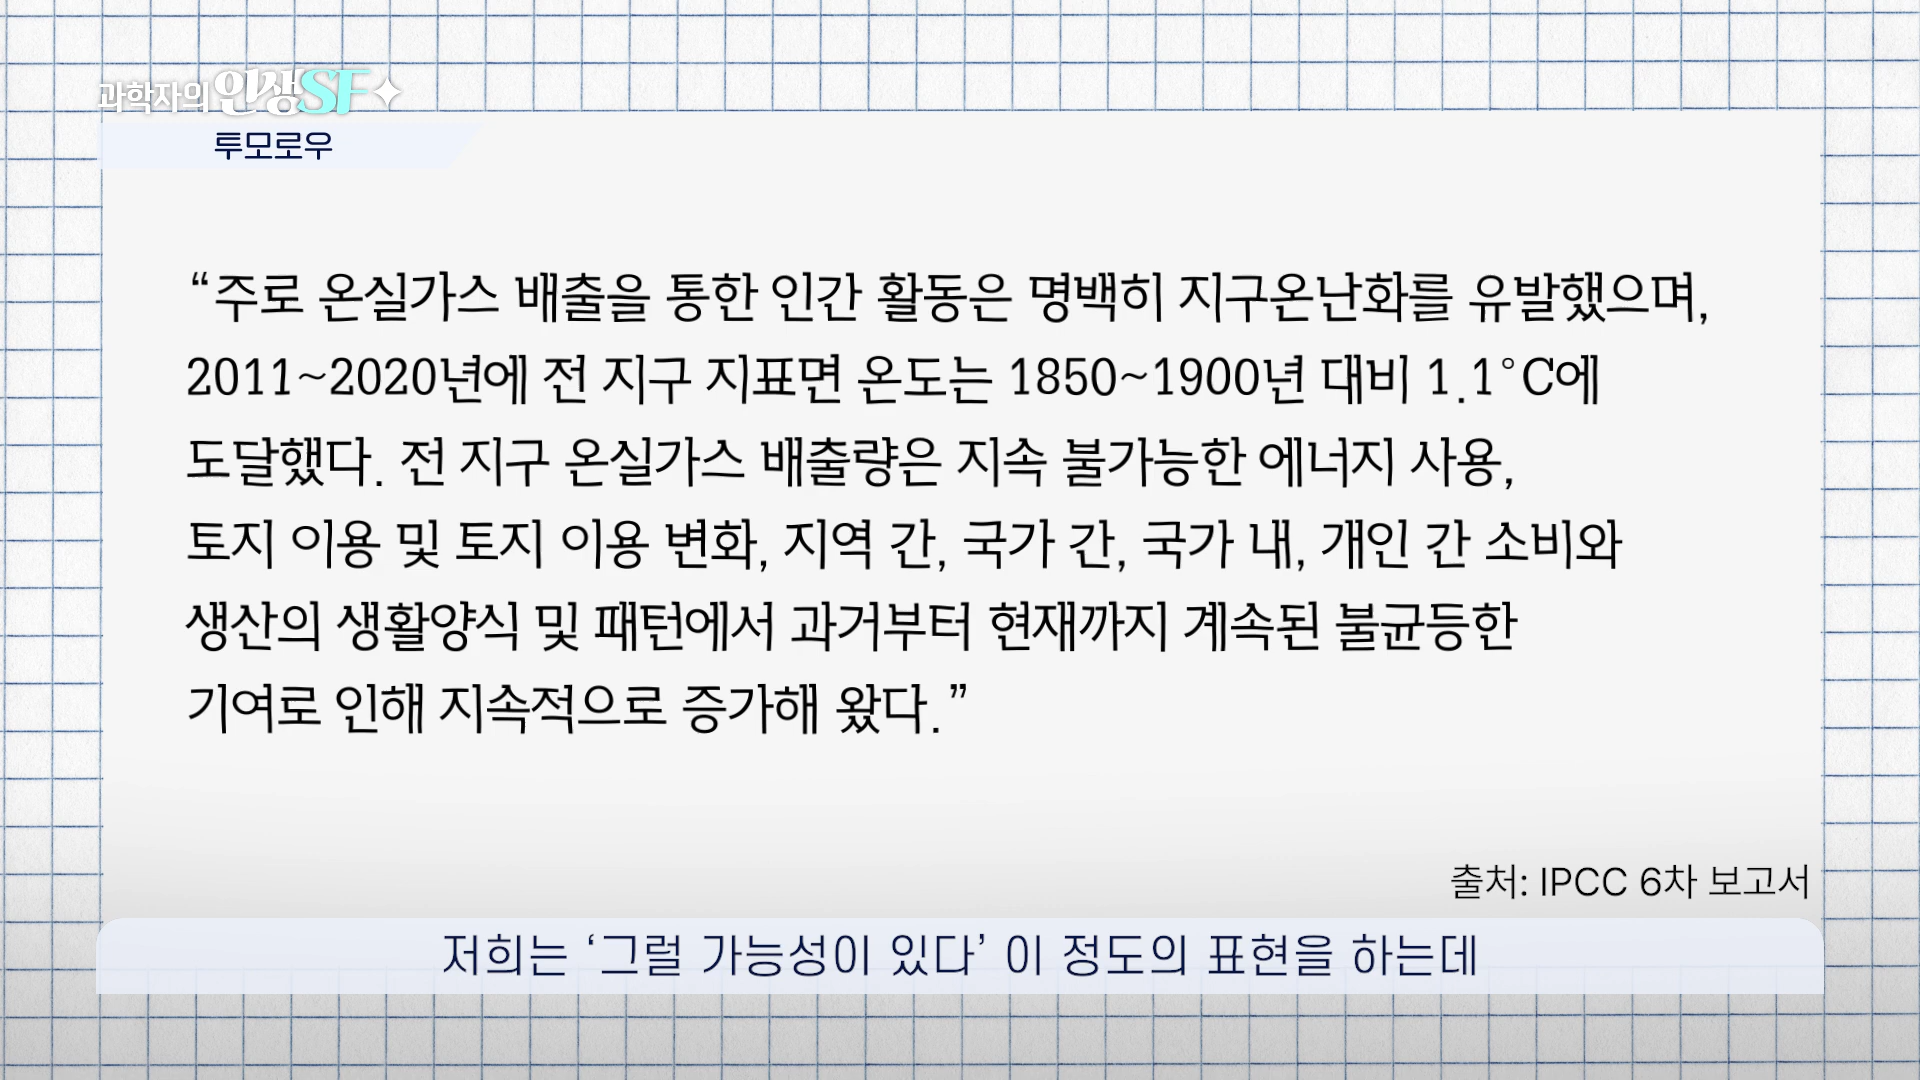 과학자의 인생SF
투모로우
“주로 온실가스 배출을 통한 인간 활동은 명백히 지구온난화를 유발했으며,
2011~2020년에 전 지구 지표면 온도는 1850~1900년 대비 1.1°C에
도달했다. 전 지구 온실가스 배출량은 지속 불가능한 에너지 사용,
토지 이용 및 토지 이용 변화, 지역 간, 국가 간, 국가 내, 개인 간 소비와
생산의 생활양식 및 패턴에서 과거부터 현재까지 계속된 불균등한
기여로 인해 지속적으로 증가해 왔다.”
출처: IPCC 6차 보고서
저희는 ‘그럴 가능성이 있다’ 이 정도의 표현을 하는데